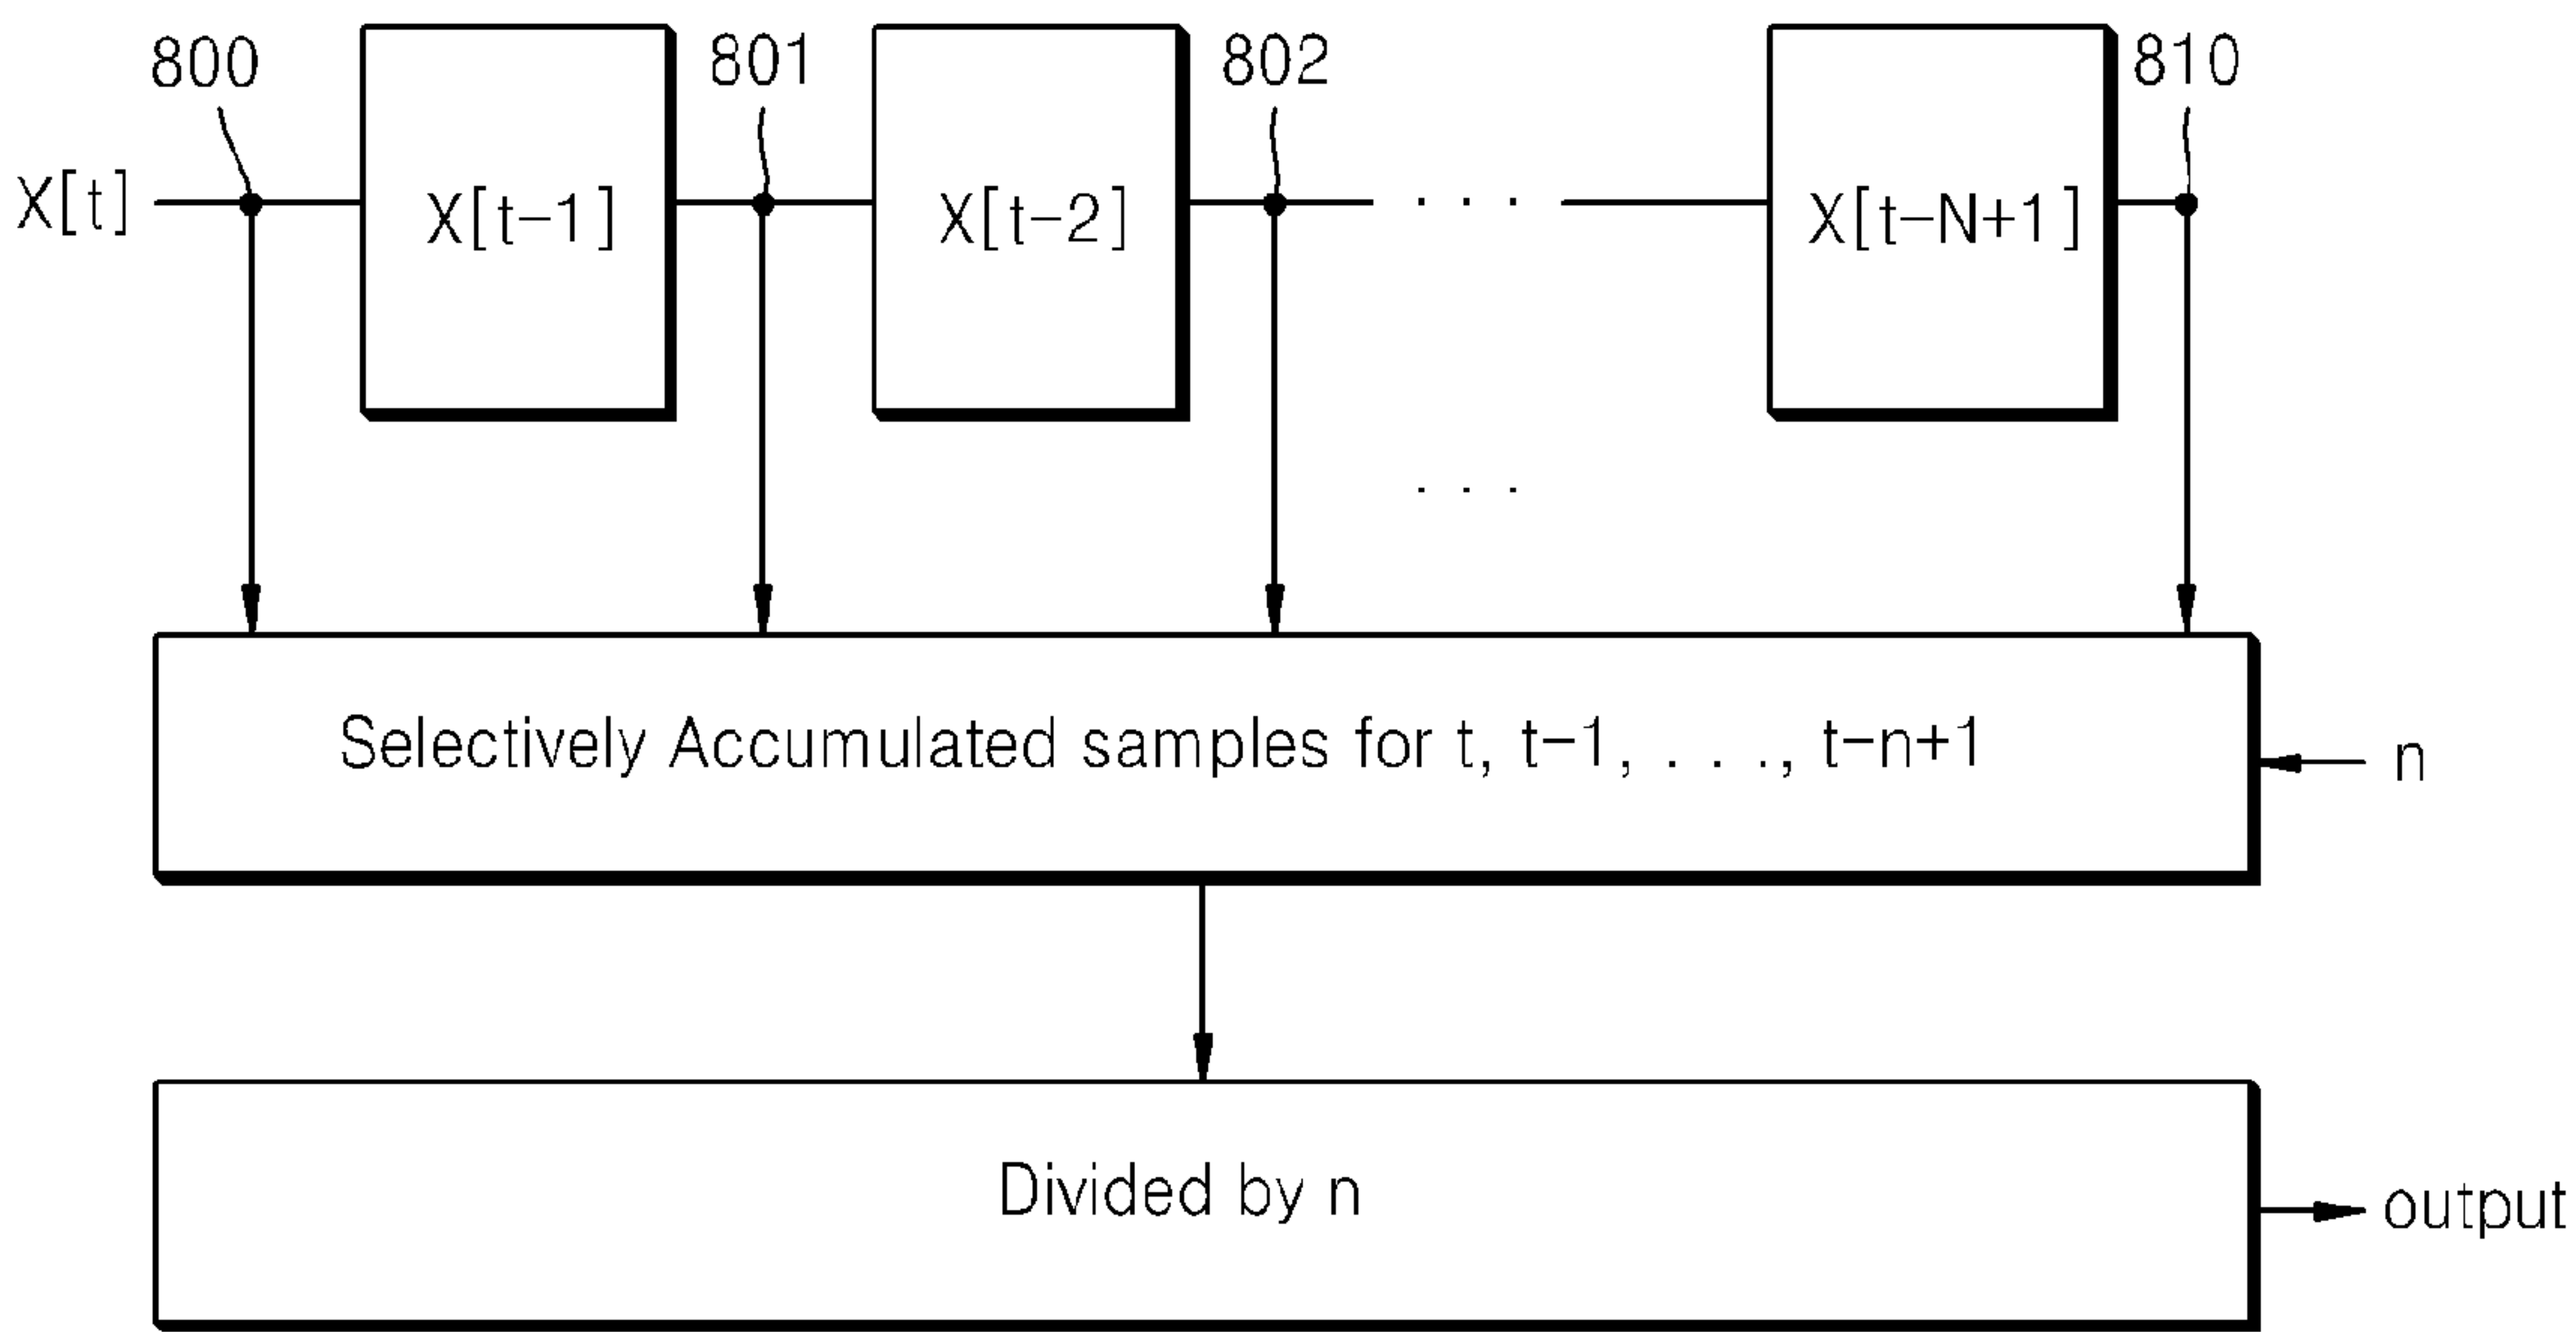 800
801
802
810
X[t]
X[t-1]
X[t-2]
. . .
X[t-N+1]
. . .
Selectively Accumulated samples for t, t-1, . . ., t-n+1
n
Divided by n
output